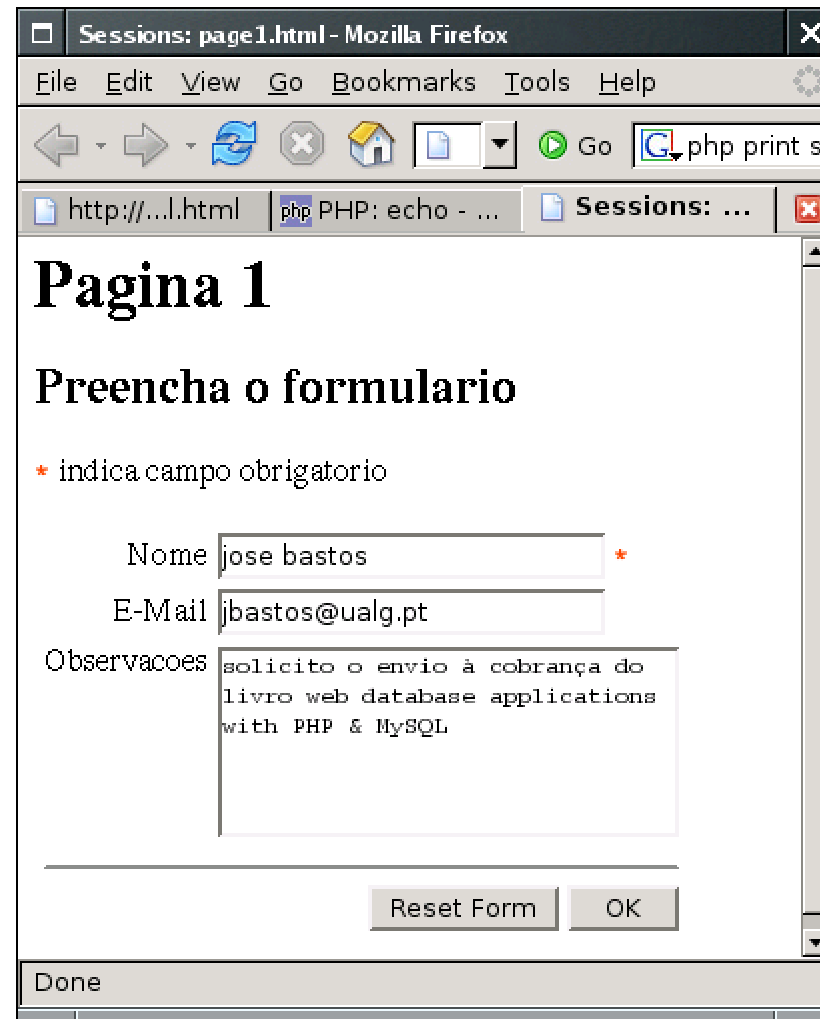 Sessions: page1.html - Mozilla Firefox
File Edit View Go Bookmarks Tools Help
Go G php print s
http://...l.html php PHP: echo - ... Sessions: ...
Pagina 1
Preencha o formulario
* indica campo obrigatorio
Nome jose bastos *
E-Mail jbastos@ualg.pt
Observacoes solicito o envio à cobrança do
livro web database applications
with PHP & MySQL
Reset Form OK
Done